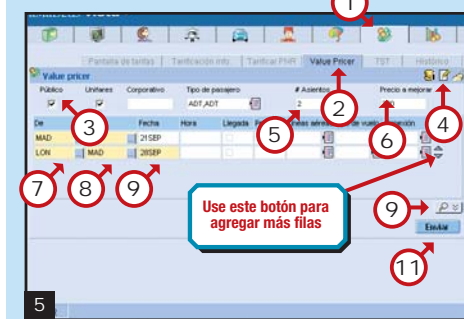 Vista
1
Pantalla de tarifas Tarificación info. Tarificar PNR Value Pricer TST Histórico
Value pricer
Público Unifares Corporativo Tipo de pasajero # Asientos Precio a mejorar
ADT,ADT 2
3 5 2 6 4
De Fecha Hora Llegada
MAD 21SEP
LON MAD 28SEP
7 8 9
Use este botón para
agregar más filas
9
Enviar
11
5